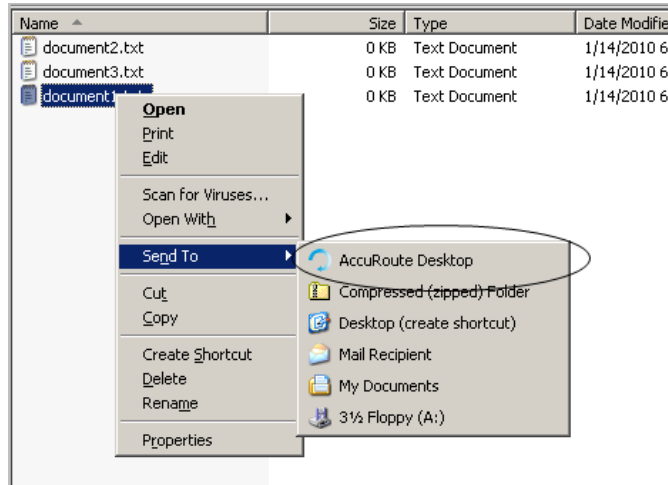 Name Size Type Date Modifie
document2.txt 0 KB Text Document 1/14/2010 6
document3.txt 0 KB Text Document 1/14/2010 6
document1.txt 0 KB Text Document 1/14/2010 6
Open
Print
Edit
Scan for Viruses...
Open With
Send To
Cut
Copy
Create Shortcut
Delete
Rename
Properties
AccuRoute Desktop
Compressed (zipped) Folder
Desktop (create shortcut)
Mail Recipient
My Documents
3½ Floppy (A:)